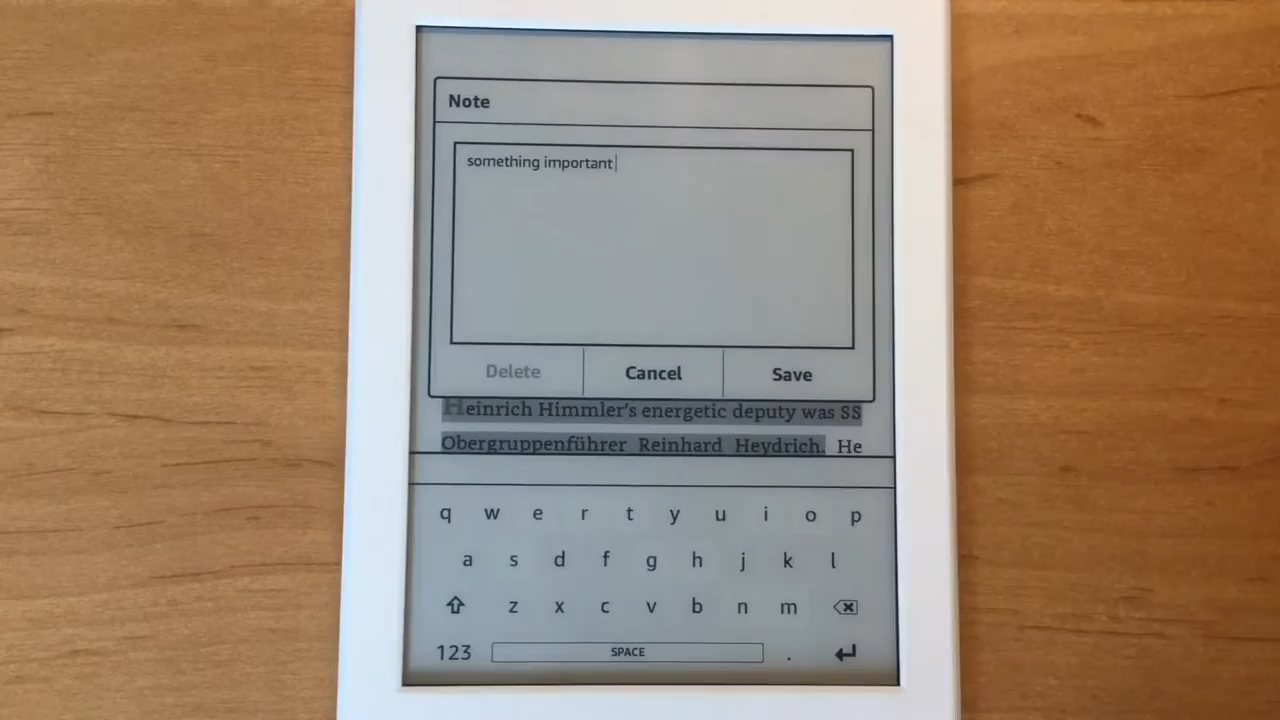 Note
something important
Delete Cancel Save
Heinrich Himmler's energetic deputy was SS
Obergruppenführer Reinhard Heydrich. He
q w e r t y u i o p
a s d f g h j k l
z x c v b n m
123 SPACE .